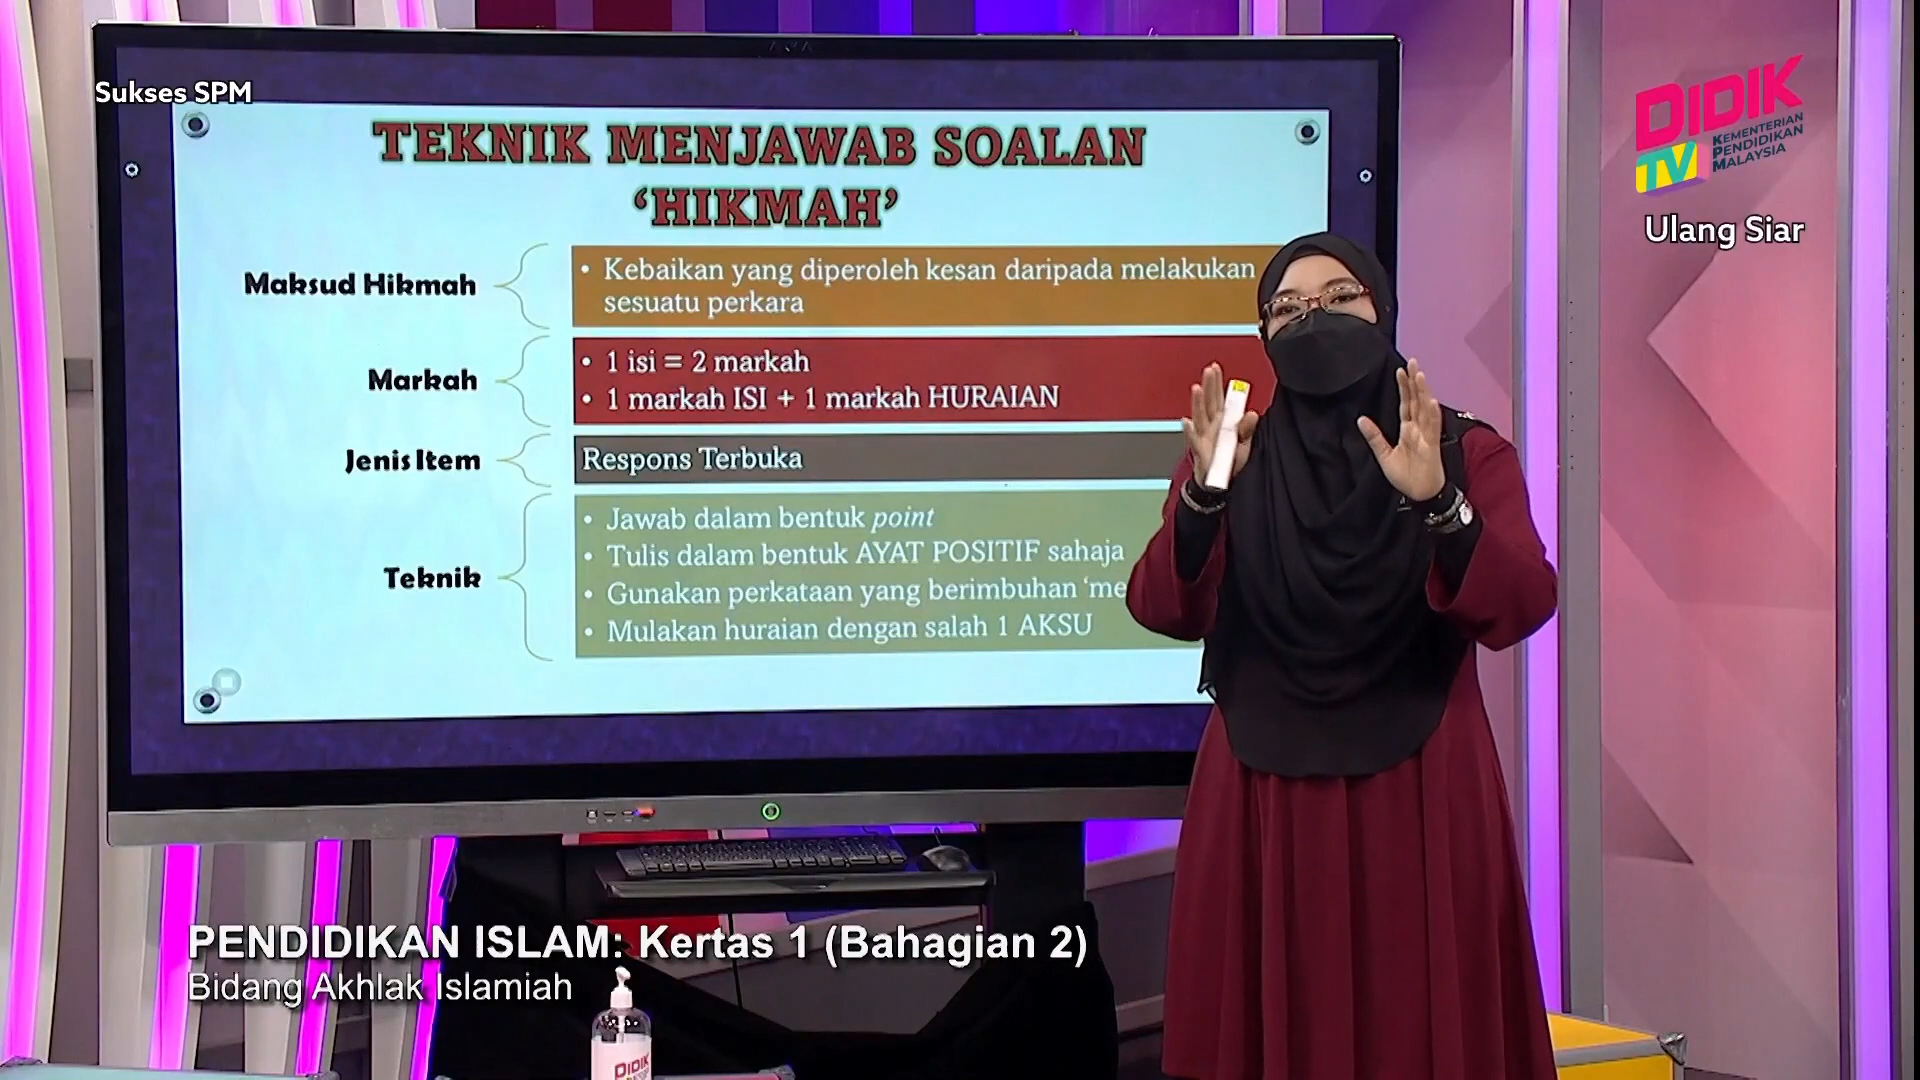 Sukses SPM
TEKNIK MENJAWAB SOALAN
‘HIKMAH’
Maksud Hikmah
• Kebaikan yang diperoleh kesan daripada melakukan
sesuatu perkara
Markah
• 1 isi = 2 markah
• 1 markah ISI + 1 markah HURAIAN
Jenis Item
Respons Terbuka
Teknik
• Jawab dalam bentuk point
• Tulis dalam bentuk AYAT POSITIF sahaja
• Gunakan perkataan yang berimbuhan ‘me
• Mulakan huraian dengan salah 1 AKSU
DIDIK
TV
KEMENTERIAN
PENDIDIKAN
MALAYSIA
Ulang Siar
PENDIDIKAN ISLAM: Kertas 1 (Bahagian 2)
Bidang Akhlak Islamiah
DIDIK